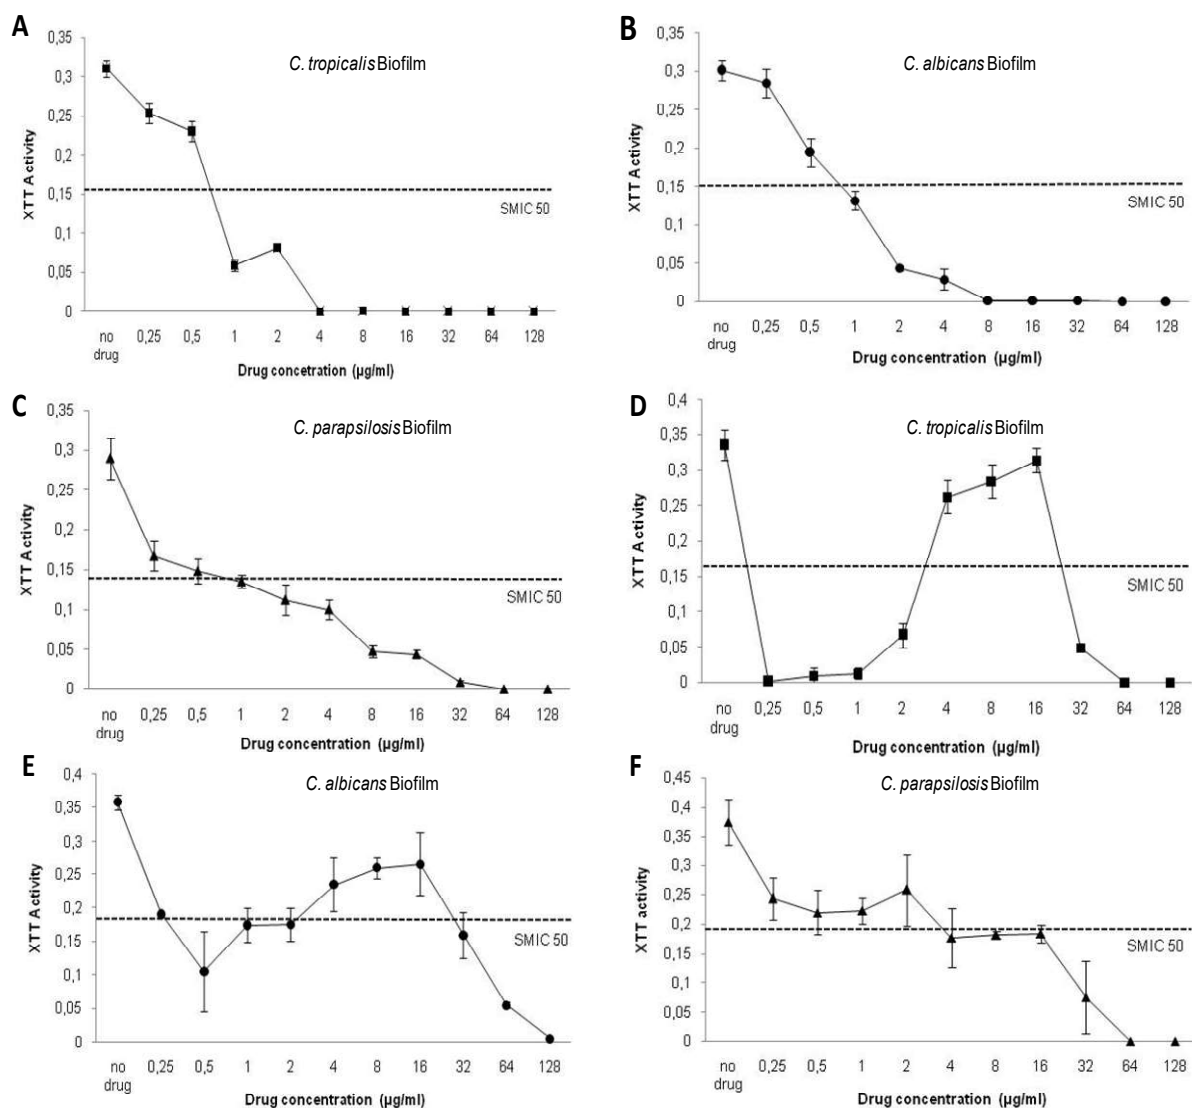 A
C. tropicalis Biofilm
XTT Activity
0,35
0,3
0,25
0,2
0,15
0,1
0,05
0
SMIC 50
no drug 0,25 0,5 1 2 4 8 16 32 64 128
Drug concetration (µg/ml)
B
C. albicans Biofilm
XTT Activity
0,35
0,3
0,25
0,2
0,15
0,1
0,05
0
SMIC 50
no drug 0,25 0,5 1 2 4 8 16 32 64 128
Drug concentration (µg/ml)
C
C. parapsilosis Biofilm
XTT Activity
0,35
0,3
0,25
0,2
0,15
0,1
0,05
0
SMIC 50
no drug 0,25 0,5 1 2 4 8 16 32 64 128
Drug concentration (µg/ml)
D
C. tropicalis Biofilm
XTT Activity
0,4
0,35
0,3
0,25
0,2
0,15
0,1
0,05
0
SMIC 50
no drug 0,25 0,5 1 2 4 8 16 32 64 128
Drug concentration (µg/ml)
E
C. albicans Biofilm
XTT Activity
0,4
0,35
0,3
0,25
0,2
0,15
0,1
0,05
0
SMIC 50
no drug 0,25 0,5 1 2 4 8 16 32 64 128
Drug concentration (µg/ml)
F
C. parapsilosis Biofilm
XTT activity
0,45
0,4
0,35
0,3
0,25
0,2
0,15
0,1
0,05
0
SMIC 50
no drug 0,25 0,5 1 2 4 8 16 32 64 128
Drug concentration (µg/ml)